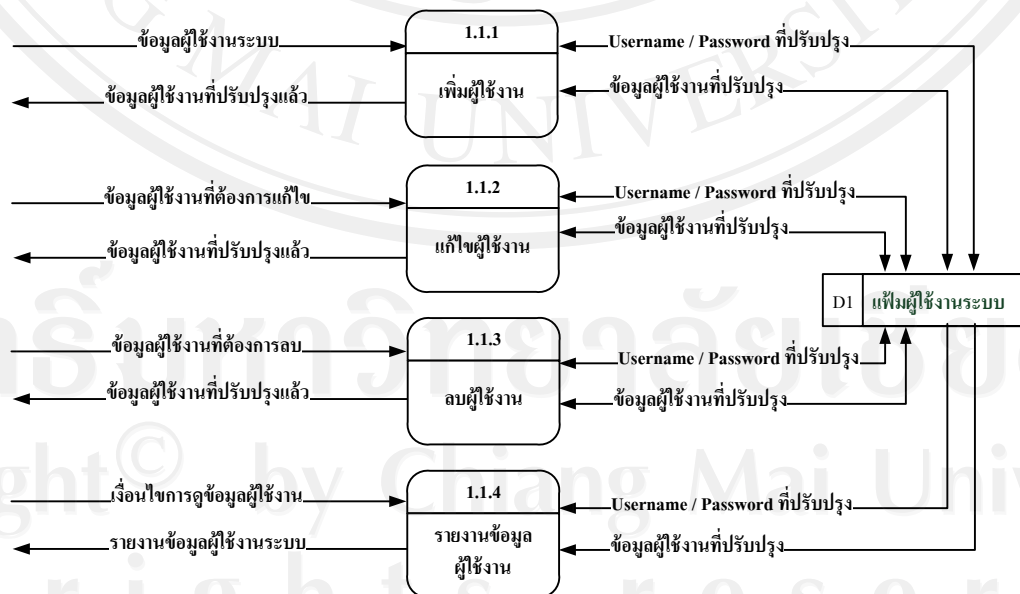 MAI UNIVERSITY
ข้อมูลผู้ใช้งานระบบ
1.1.1
Username / Password ที่ปรับปรุง
ข้อมูลผู้ใช้งานที่ปรับปรุงแล้ว
เพิ่มผู้ใช้งาน
ข้อมูลผู้ใช้งานที่ปรับปรุง
ข้อมูลผู้ใช้งานที่ต้องการแก้ไข
1.1.2
Username / Password ที่ปรับปรุง
ข้อมูลผู้ใช้งานที่ปรับปรุงแล้ว
แก้ไขผู้ใช้งาน
ข้อมูลผู้ใช้งานที่ปรับปรุง
D1
แฟ้มผู้ใช้งานระบบ
ข้อมูลผู้ใช้งานที่ต้องการลบ
1.1.3
Username / Password ที่ปรับปรุง
ข้อมูลผู้ใช้งานที่ปรับปรุงแล้ว
ลบผู้ใช้งาน
ข้อมูลผู้ใช้งานที่ปรับปรุง
by Chiang Mai
เงื่อนไขการดูข้อมูลผู้ใช้งาน
1.1.4
Username / Password ที่ปรับปรุง
รายงานข้อมูลผู้ใช้งานระบบ
รายงานข้อมูล
ผู้ใช้งาน
ข้อมูลผู้ใช้งานที่ปรับปรุง